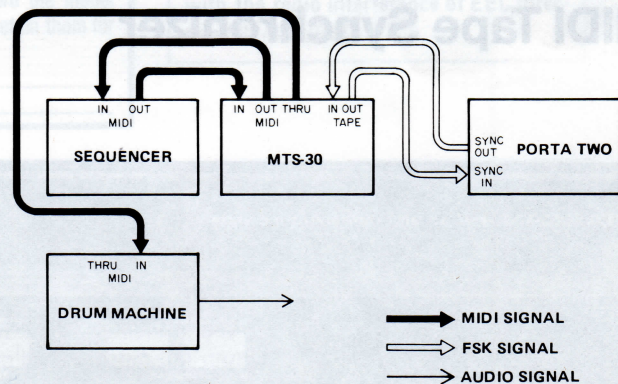 MIDI Tape Synchronizer
IN OUT
MIDI
SEQUENCER
IN OUT THRU
MIDI
IN OUT
TAPE
MTS-30
SYNC
OUT
SYNC
IN
PORTA TWO
THRU IN
MIDI
DRUM MACHINE
MIDI SIGNAL
FSK SIGNAL
AUDIO SIGNAL